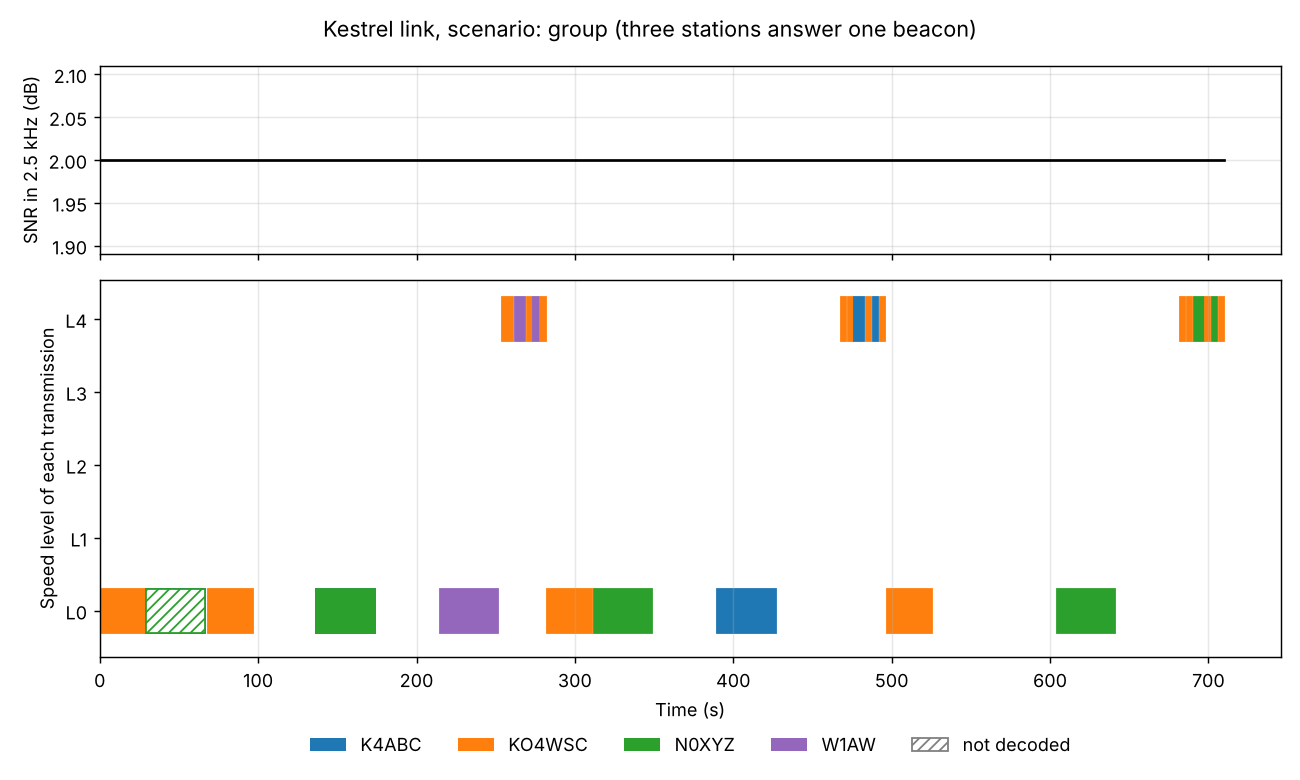 Kestrel link, scenario: group (three stations answer one beacon)
SNR in 2.5 kHz (dB)
2.10
2.05
2.00
1.95
1.90
Speed level of each transmission
L4
L3
L2
L1
L0
0 100 200 300 400 500 600 700
Time (s)
K4ABC KO4WSC N0XYZ W1AW not decoded